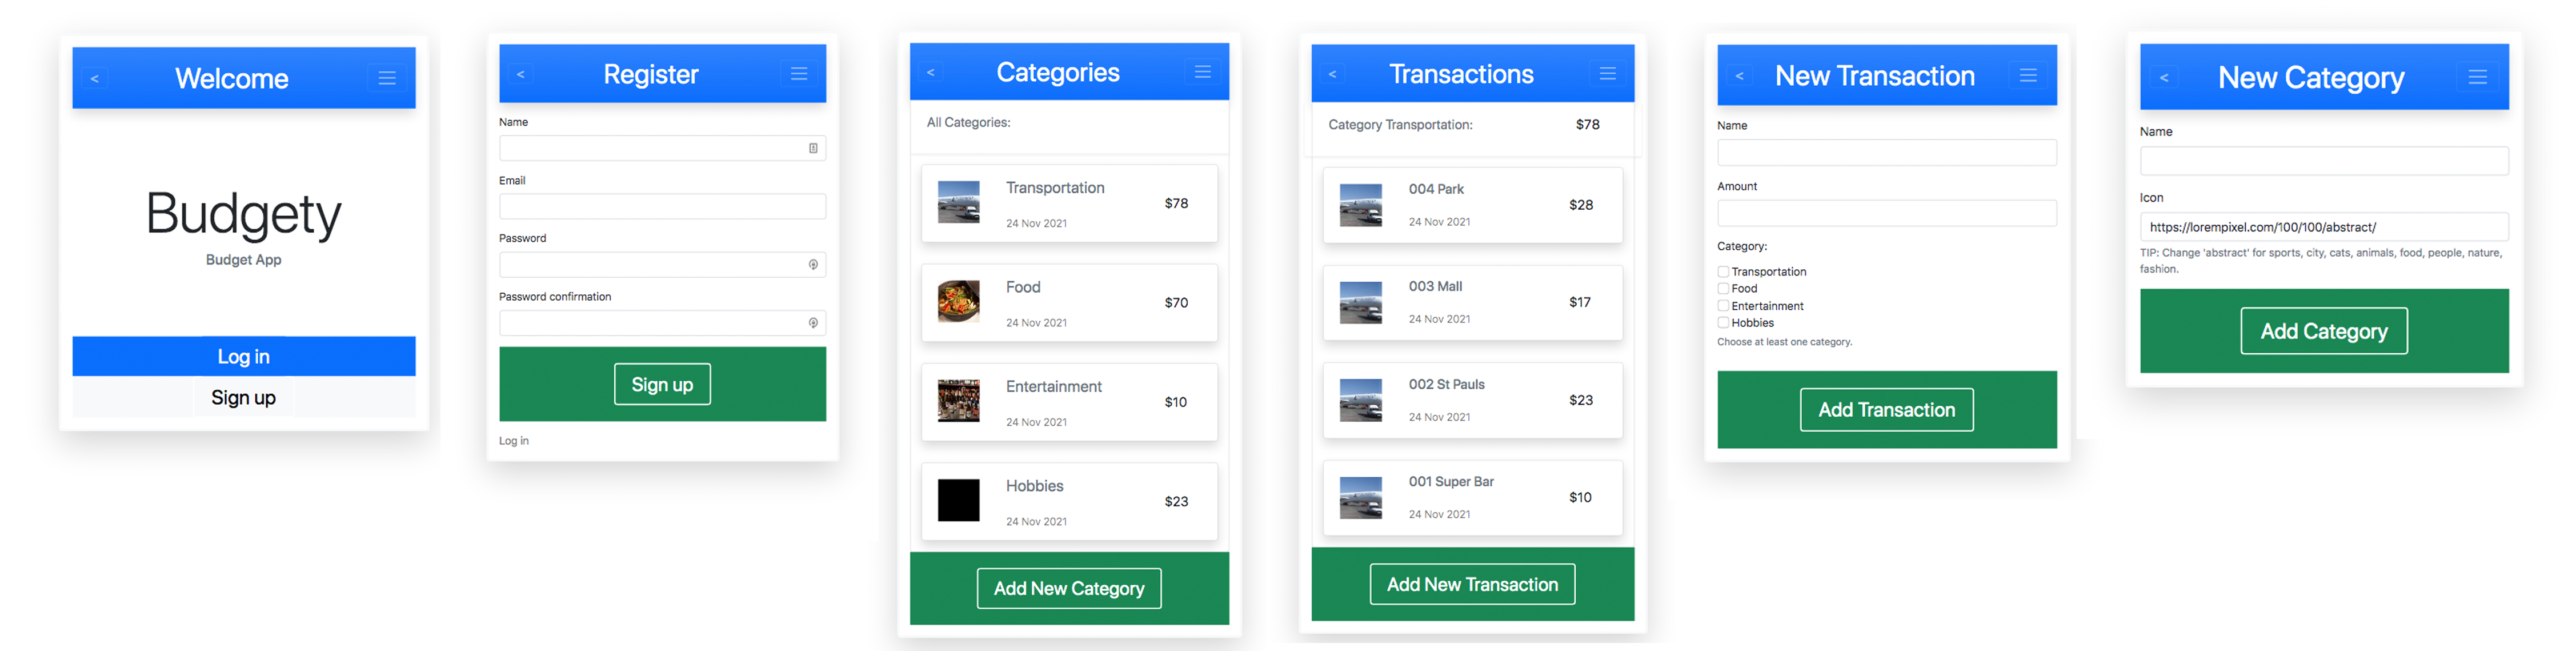 < Welcome
Budgety
Budget App
Log in
Sign up
< Register
Name
Email
Password
Password confirmation
Sign up
Log in
< Categories
All Categories:
Transportation
$78
24 Nov 2021
Food
$70
24 Nov 2021
Entertainment
$10
24 Nov 2021
Hobbies
$23
24 Nov 2021
Add New Category
< Transactions
Category Transportation: $78
004 Park
$28
24 Nov 2021
003 Mall
$17
24 Nov 2021
002 St Pauls
$23
24 Nov 2021
001 Super Bar
$10
24 Nov 2021
Add New Transaction
< New Transaction
Name
Amount
Category:
Transportation
Food
Entertainment
Hobbies
Choose at least one category.
Add Transaction
< New Category
Name
Icon
https://lorempixel.com/100/100/abstract/
TIP: Change 'abstract' for sports, city, cats, animals, food, people, nature,
fashion.
Add Category